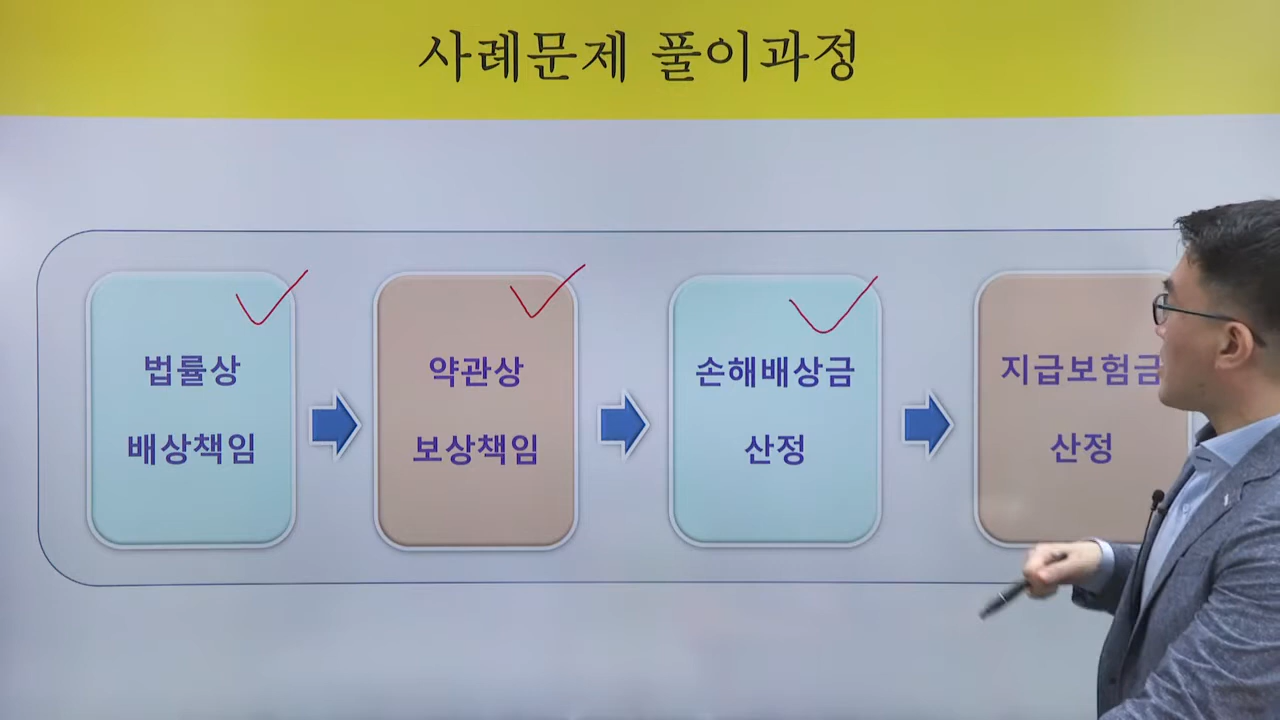 사례문제 풀이과정
법률상
배상책임
약관상
보상책임
손해배상금
산정
지급보험금
산정